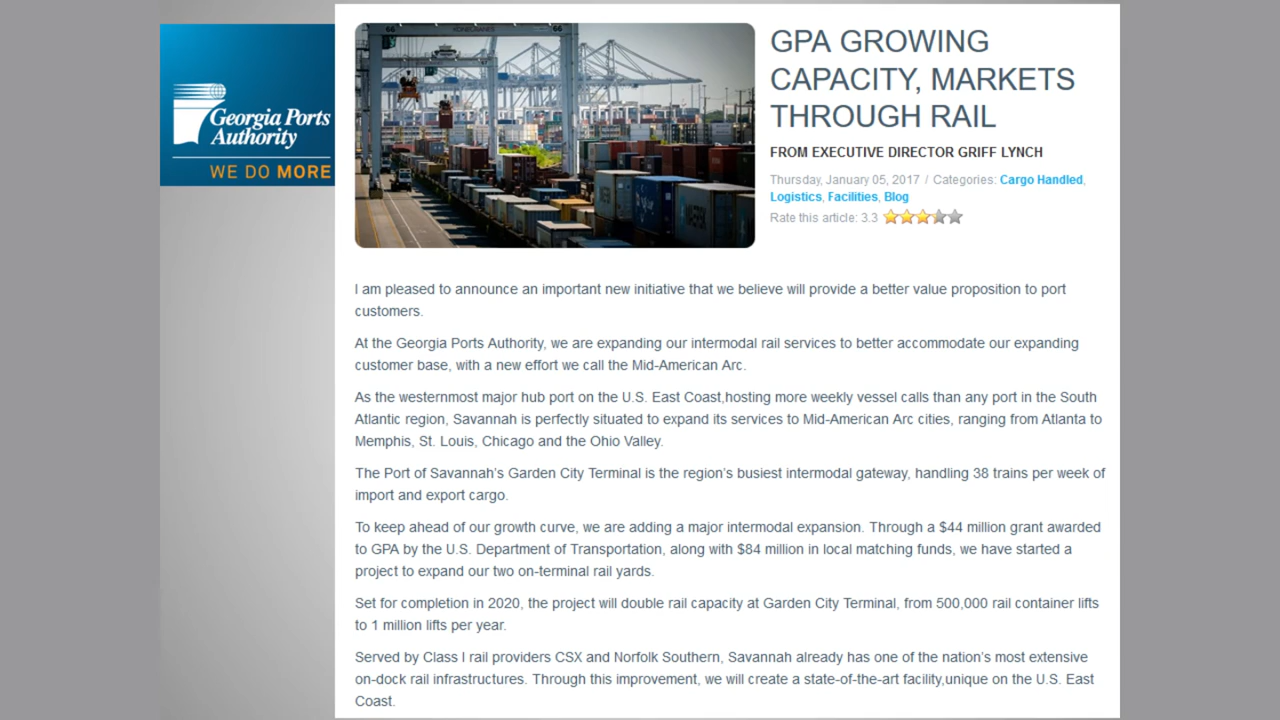 Georgia Ports
Authority
WE DO MORE
GPA GROWING
CAPACITY, MARKETS
THROUGH RAIL
FROM EXECUTIVE DIRECTOR GRIFF LYNCH
Thursday, January 05, 2017 / Categories: Cargo Handled,
Logistics, Facilities, Blog
Rate this article: 3.3
I am pleased to announce an important new initiative that we believe will provide a better value proposition to port
customers.
At the Georgia Ports Authority, we are expanding our intermodal rail services to better accommodate our expanding
customer base, with a new effort we call the Mid-American Arc.
As the westernmost major hub port on the U.S. East Coast,hosting more weekly vessel calls than any port in the South
Atlantic region, Savannah is perfectly situated to expand its services to Mid-American Arc cities, ranging from Atlanta to
Memphis, St. Louis, Chicago and the Ohio Valley.
The Port of Savannah's Garden City Terminal is the region's busiest intermodal gateway, handling 38 trains per week of
import and export cargo.
To keep ahead of our growth curve, we are adding a major intermodal expansion. Through a $44 million grant awarded
to GPA by the U.S. Department of Transportation, along with $84 million in local matching funds, we have started a
project to expand our two on-terminal rail yards.
Set for completion in 2020, the project will double rail capacity at Garden City Terminal, from 500,000 rail container lifts
to 1 million lifts per year.
Served by Class I rail providers CSX and Norfolk Southern, Savannah already has one of the nation's most extensive
on-dock rail infrastructures. Through this improvement, we will create a state-of-the-art facility,unique on the U.S. East
Coast.